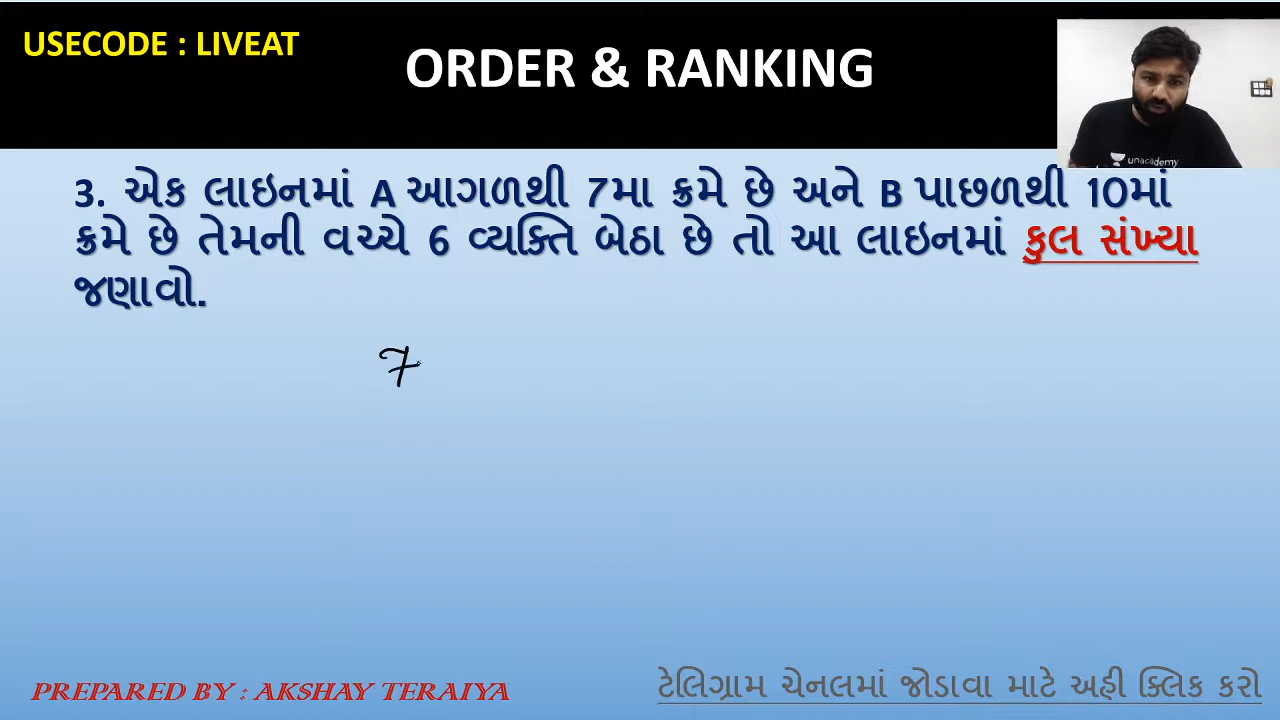 USECODE : LIVEAT
ORDER & RANKING
unacademy
3. એક લાઇનમાં A આગળથી 7મા ક્રમે છે અને B પાછળથી 10માં
ક્રમે છે તેમની વચ્ચે 6 વ્યક્તિ બેઠા છે તો આ લાઇનમાં કુલ સંખ્યા
જણાવો.
7
PREPARED BY : AKSHAY TERAIYA
ટેલિગ્રામ ચેનલમાં જોડાવા માટે અહી ક્લિક કરો